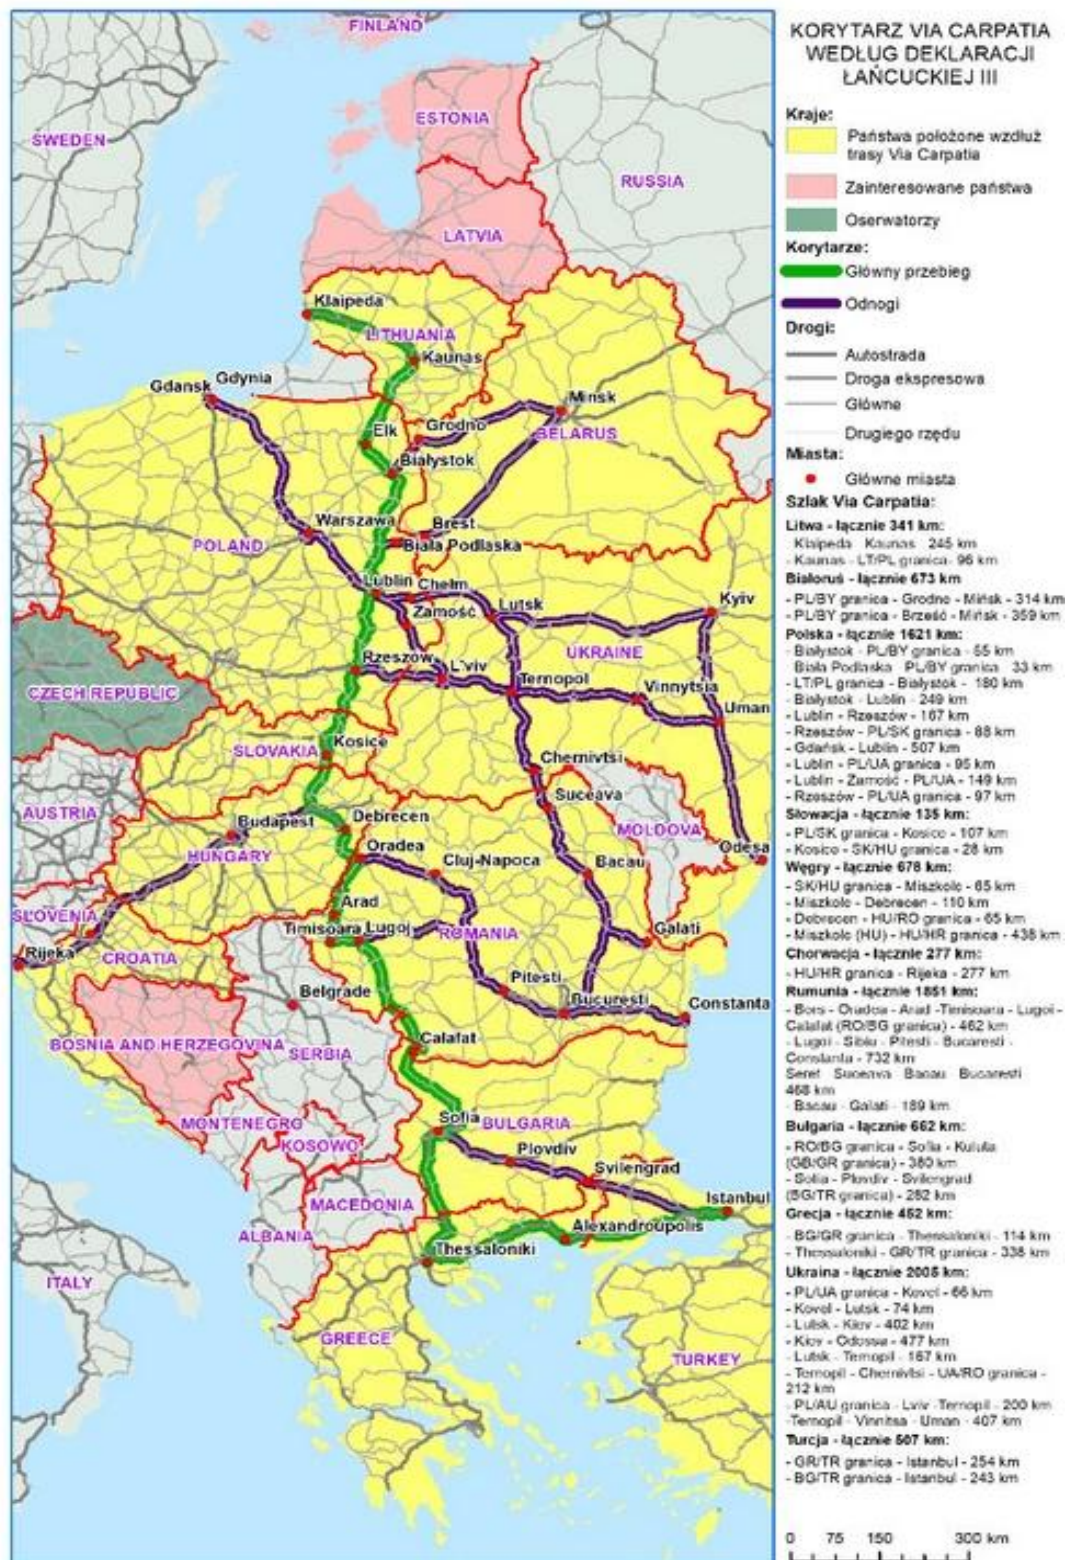 FINLAND
SWEDEN
ESTONIA
RUSSIA
LATVIA
Klaipeda
LITHUANIA
Kaunas
Gdańsk Gdynia
Minsk
Grodno
Elk
BELARUS
Białystok
Warszawa
Brest
POLAND
Biała Podlaska
Lublin
Chełm
Kyiv
Zamość
Lutsk
UKRAINE
Rzeszów
L'viv
CZECH REPUBLIC
Ternopol
Vinnytsia
Uman
Kosice
SLOVAKIA
Chernivtsi
Suceava
AUSTRIA
Debrecen
Budapest
MOLDOVA
Oradea
HUNGARY
Cluj-Napoca
Bacau
Odesa
Arad
SLOVENIA
Timisoara
Lugoj
ROMANIA
Galati
Rijeka
CROATIA
Pitesti
Belgrade
Bucuresti
Constanta
Calafat
BOSNIA AND HERZEGOVINA
SERBIA
Sofia
BULGARIA
MONTENEGRO
KOSOWO
Plovdiv
Svilengrad
Istanbul
MACEDONIA
ALBANIA
Alexandroupolis
Thessaloniki
ITALY
GREECE
TURKEY
KORYTARZ VIA CARPATIA
WEDŁUG DEKLARACJI
ŁAŃCUCKIEJ III
Kraje:
Państwa położone wzdłuż
trasy Via Carpatia
Zainteresowane państwa
Oserwatorzy
Korytarze:
Główny przebieg
Odnogi
Drogi:
Autostrada
Droga ekspresowa
Główne
Drugiego rzędu
Miasta:
Główne miasta
Szlak Via Carpatia:
Litwa - łącznie 341 km:
Klaipeda - Kaunas - 245 km
- Kaunas - LT/PL granica - 96 km
Białoruś - łącznie 673 km
- PL/BY granica - Grodno - Mińsk - 314 km
- PL/BY granica - Brześć - Mińsk - 359 km
Polska - łącznie 1621 km:
- Białystok - PL/BY granica - 55 km
Biała Podlaska - PL/BY granica - 33 km
- LT/PL granica - Białystok - 180 km
- Białystok - Lublin - 249 km
- Lublin - Rzeszów - 167 km
- Rzeszów - PL/SK granica - 88 km
- Gdańsk - Lublin - 507 km
- Lublin - PL/UA granica - 95 km
- Lublin - Zamość - PL/UA - 149 km
- Rzeszów - PL/UA granica - 97 km
Słowacja - łącznie 135 km:
- PL/SK granica - Kosice - 107 km
- Kosice - SK/HU granica - 28 km
Węgry - łącznie 678 km:
- SK/HU granica - Miszkolc - 65 km
- Miszkolc - Debrecen - 110 km
- Debrecen - HU/RO granica - 65 km
- Miszkolc (HU) - HU/HR granica - 438 km
Chorwacja - łącznie 277 km:
- HU/HR granica - Rijeka - 277 km
Rumunia - łącznie 1851 km:
- Bors - Oradea - Arad -Timisoara - Lugoj -
Calafat (RO/BG granica) - 462 km
- Lugoj - Sibiu - Pitesti - Bucaresti -
Constanta - 732 km
Seret - Suceava - Bacau - Bucaresti
468 km
- Bacau - Galati - 189 km
Bulgaria - łącznie 662 km:
- RO/BG granica - Sofia - Kulata
(GB/GR granica) - 380 km
- Sofia - Plovdiv - Svilengrad
(BG/TR granica) - 282 km
Grecja - łącznie 452 km:
- BG/GR granica - Thessaloniki - 114 km
- Thessaloniki - GR/TR granica - 338 km
Ukraina - łącznie 2005 km:
- PL/UA granica - Kovel - 66 km
- Kovel - Lutsk - 74 km
- Lutsk - Kiev - 402 km
- Kiev - Odossa - 477 km
- Lutsk - Ternopil - 167 km
- Ternopil - Chernivtsi - UA/RO granica -
212 km
- PL/AU granica - Lviv -Ternopil - 200 km
-Ternopil - Vinnitsa - Uman - 407 km
Turcja - łącznie 507 km:
- GR/TR granica - Istanbul - 254 km
- BG/TR granica - Istanbul - 243 km
0 75 150 300 km